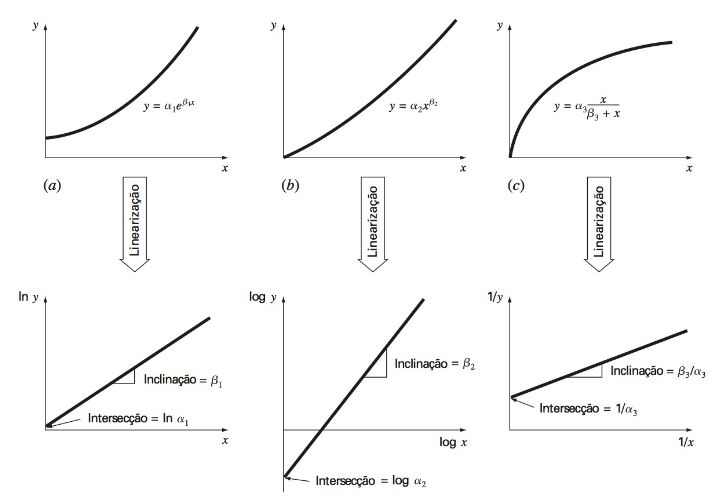 y
y = α₁e^{β₁x}
x
(a)
y
y = α₂x^{β₂}
x
(b)
y
y = α₃ x / (β₃ + x)
x
(c)
Linearização
Linearização
Linearização
ln y
Inclinação = β₁
Intersecção = ln α₁
x
log y
Inclinação = β₂
log x
Intersecção = log α₂
1/y
Inclinação = β₃/α₃
Intersecção = 1/α₃
1/x